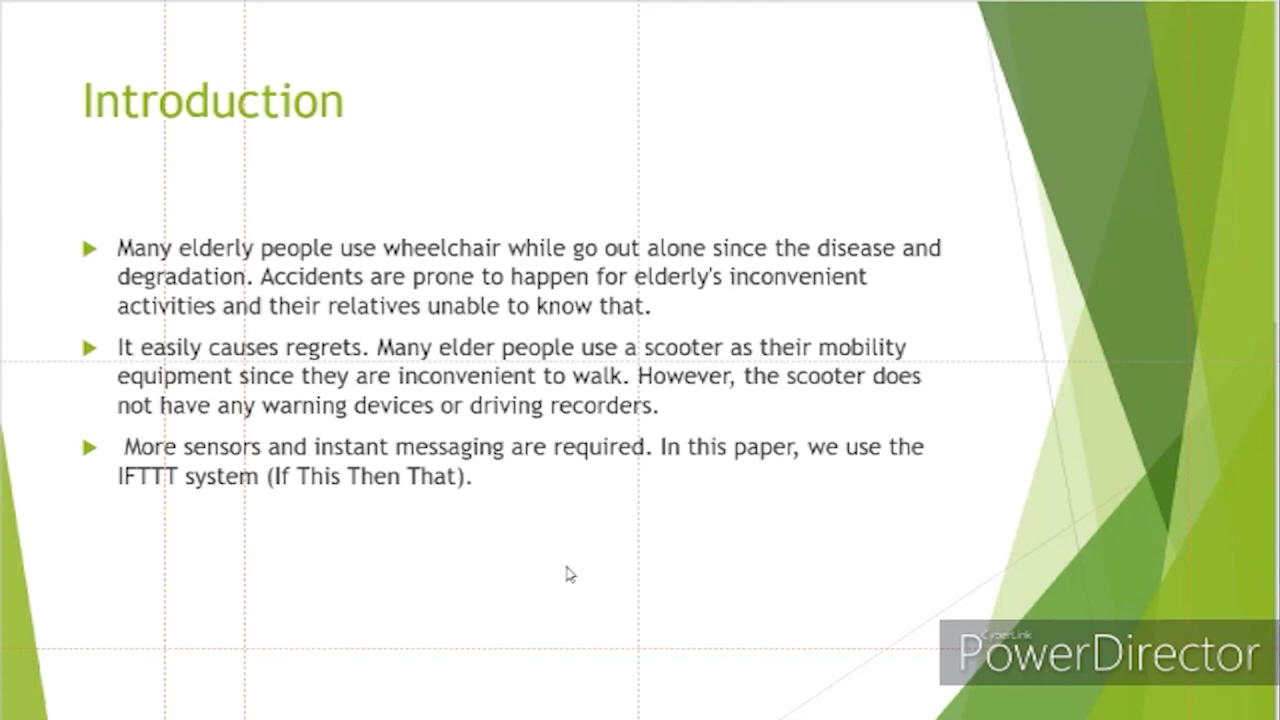 Introduction
Many elderly people use wheelchair while go out alone since the disease and
degradation. Accidents are prone to happen for elderly's inconvenient
activities and their relatives unable to know that.
It easily causes regrets. Many elder people use a scooter as their mobility
equipment since they are inconvenient to walk. However, the scooter does
not have any warning devices or driving recorders.
More sensors and instant messaging are required. In this paper, we use the
IFTTT system (If This Then That).
CyberLink
PowerDirector